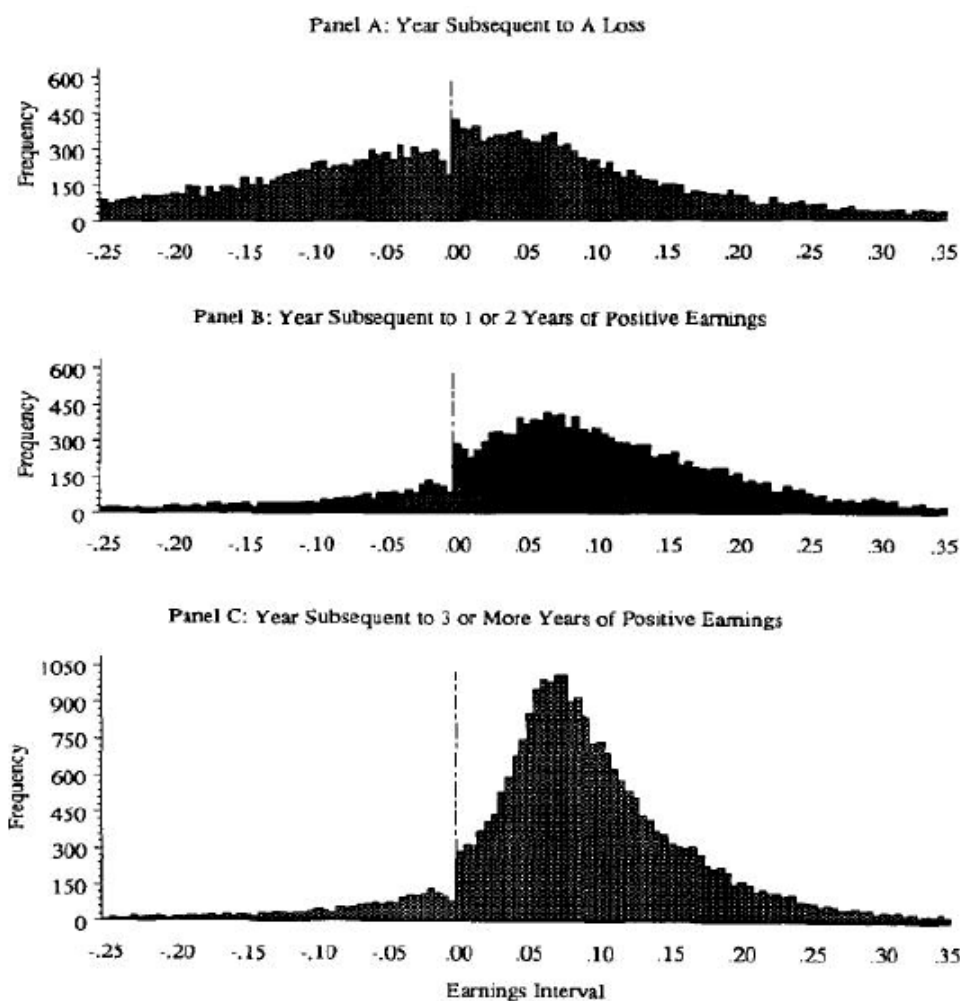 Panel A: Year Subsequent to A Loss
Frequency
600
450
300
150
0
-.25 -.20 -.15 -.10 -.05 .00 .05 .10 .15 .20 .25 .30 .35
Panel B: Year Subsequent to 1 or 2 Years of Positive Earnings
Frequency
600
450
300
150
0
-.25 -.20 -.15 -.10 -.05 .00 .05 .10 .15 .20 .25 .30 .35
Panel C: Year Subsequent to 3 or More Years of Positive Earnings
Frequency
1050
900
750
600
450
300
150
0
-.25 -.20 -.15 -.10 -.05 .00 .05 .10 .15 .20 .25 .30 .35
Earnings Interval